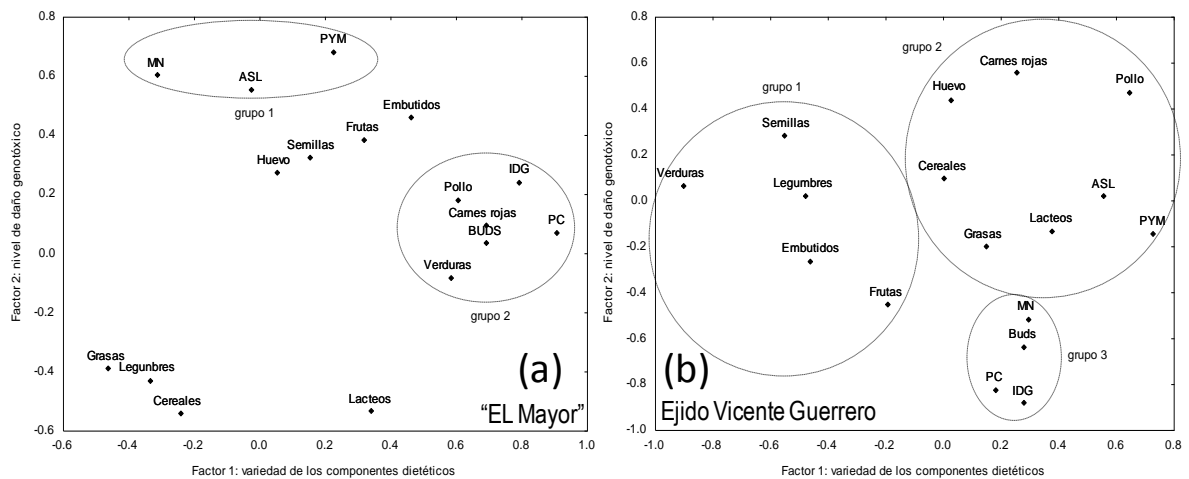 0.8
PYM
MN
0.6
ASL
grupo 1
Embutidos
0.4
Frutas
Semillas
Huevo
IDG
0.2
Pollo
Carnes rojas
PC
BUDS
0.0
Verduras
-0.2
grupo 2
-0.4
Grasas
Legunbres
Cereales
Lacteos
(a)
“EL Mayor”
-0.6
-0.6 -0.4 -0.2 0.0 0.2 0.4 0.6 0.8 1.0
Factor 1: variedad de los componentes dietéticos
Factor 2: nivel de daño genotóxico
0.8
grupo 2
Carnes rojas
0.6
Pollo
Huevo
grupo 1
0.4
Semillas
0.2
Verduras
Cereales
Legumbres
ASL
0.0
Lacteos
PYM
Grasas
-0.2
Embutidos
-0.4
Frutas
MN
Buds
-0.6
grupo 3
PC
-0.8
IDG
(b)
Ejido Vicente Guerrero
-1.0
-1.0 -0.8 -0.6 -0.4 -0.2 0.0 0.2 0.4 0.6 0.8
Factor 1: variedad de los componentes dietéticos
Factor 2: nivel de daño genotóxico